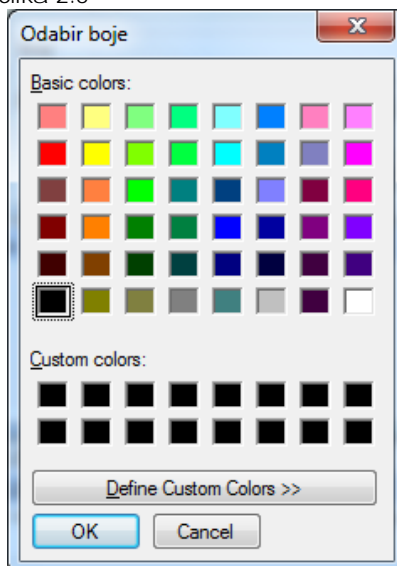 Odabir boje
Basic colors:
Custom colors:
Define Custom Colors >>
OK Cancel